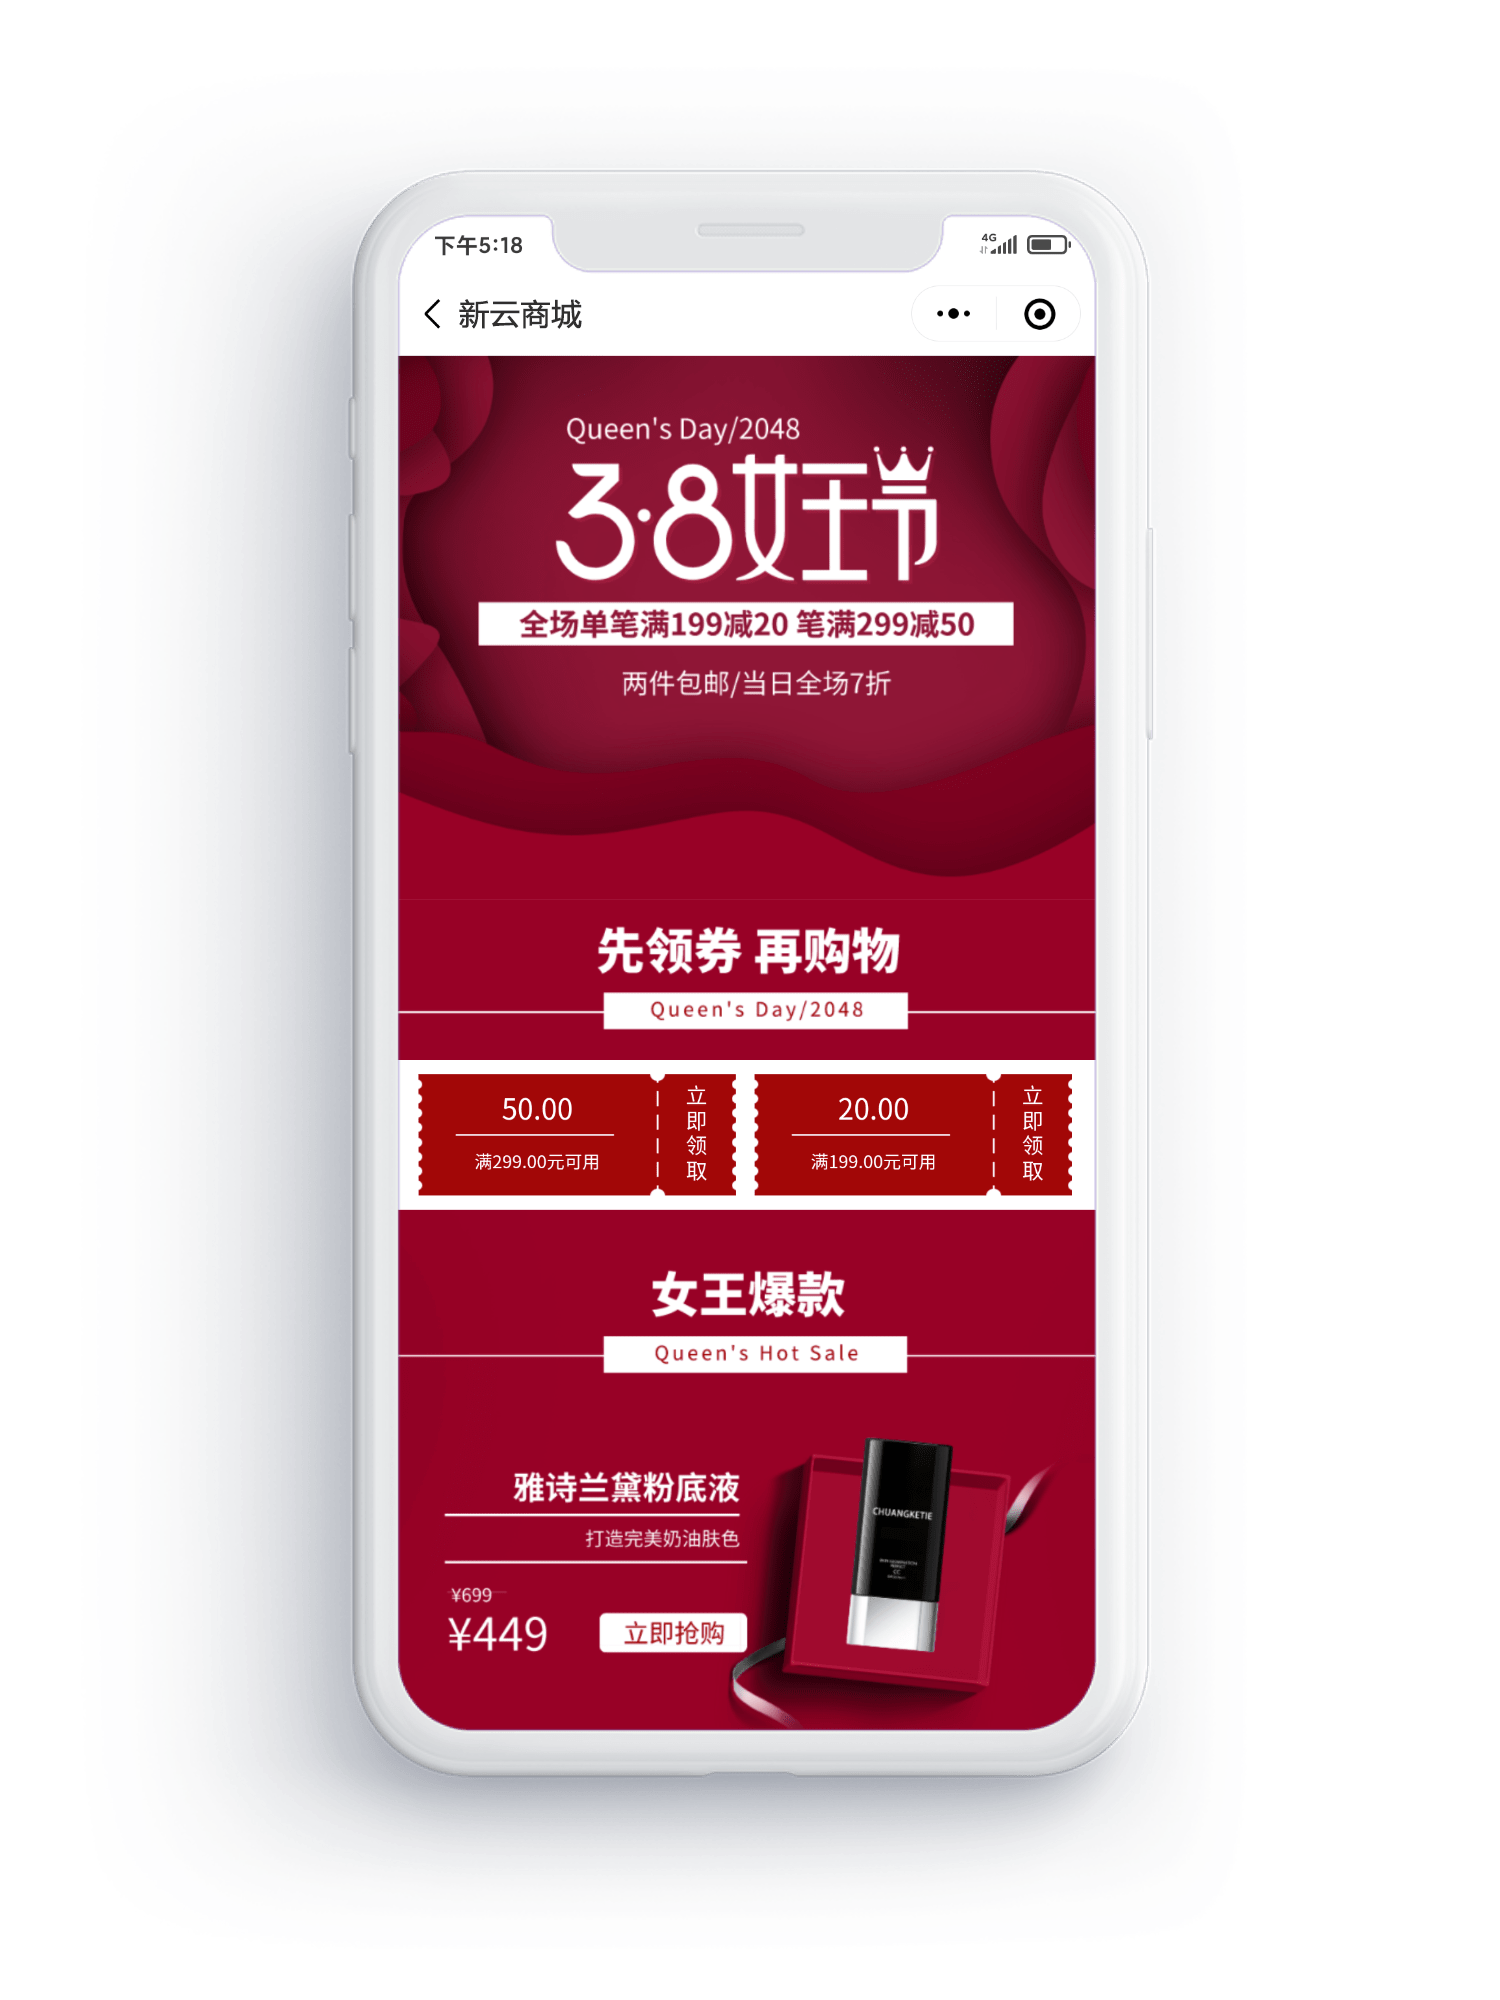 下午5:18
4G
新云商城
Queen's Day/2048
3·8女王节
全场单笔满199减20 笔满299减50
两件包邮/当日全场7折
先领券 再购物
Queen's Day/2048
50.00
满299.00元可用
立即领取
20.00
满199.00元可用
立即领取
女王爆款
Queen's Hot Sale
雅诗兰黛粉底液
打造完美奶油肤色
¥699
¥449
立即抢购
CHUANGKETIE